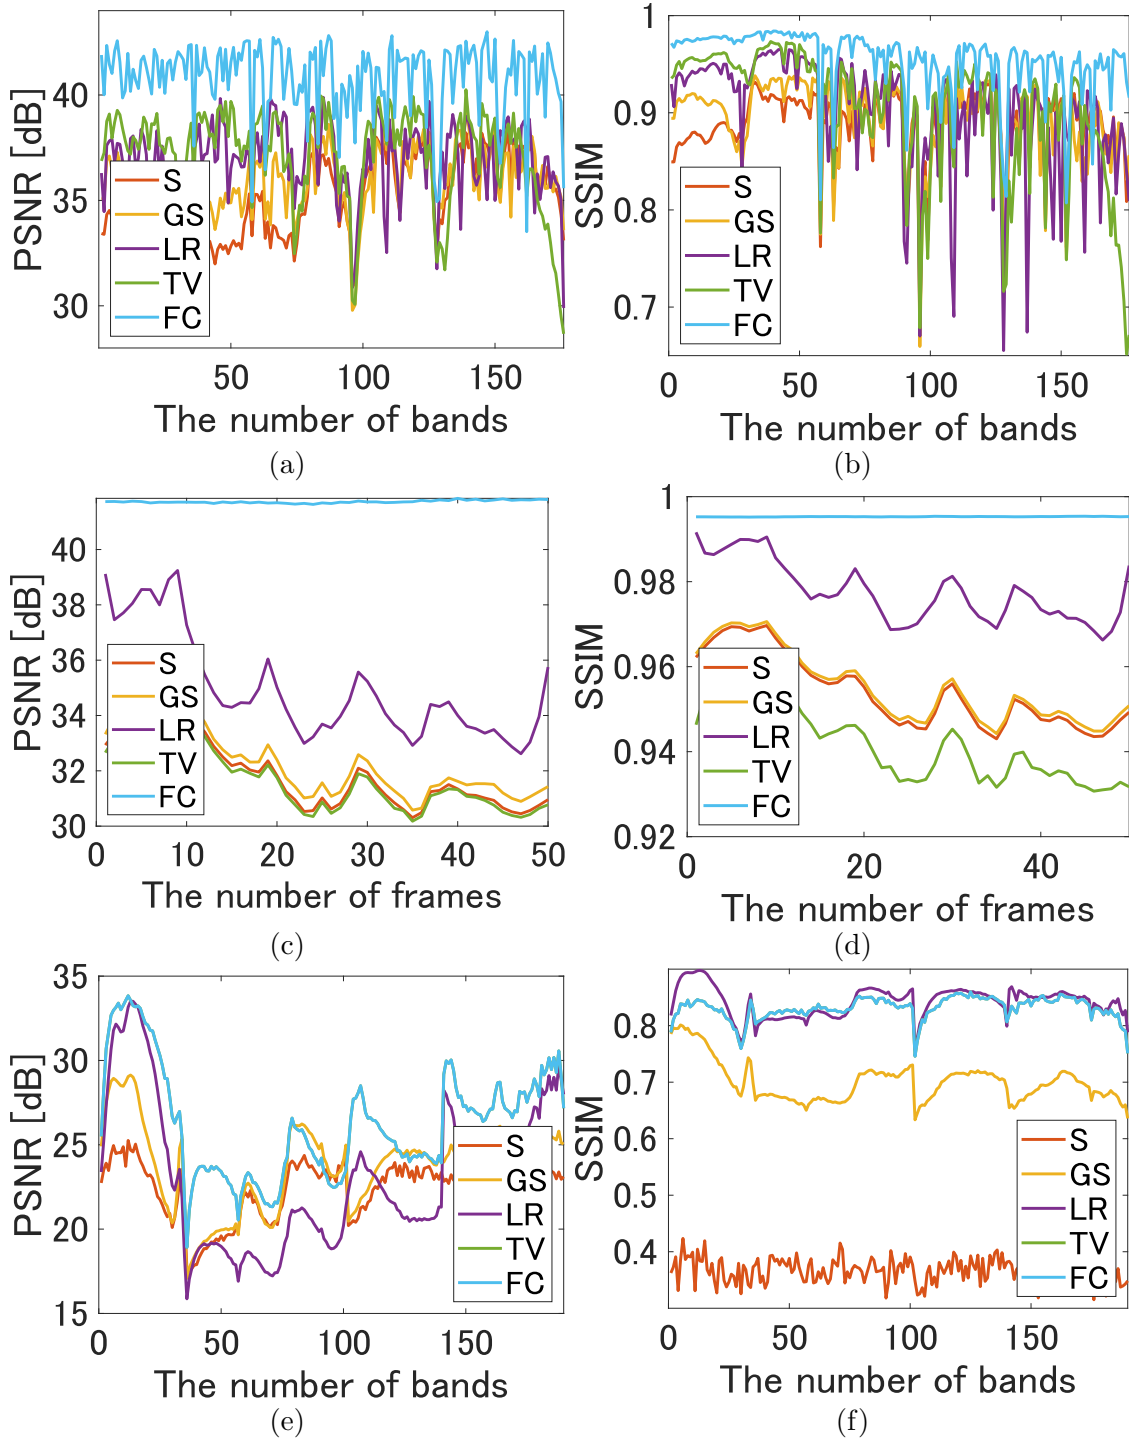 PSNR [dB]
40
35
30
50
100
150
The number of bands
S
GS
LR
TV
FC
(a)
SSIM
1
0.9
0.8
0.7
0
50
100
150
The number of bands
S
GS
LR
TV
FC
(b)
PSNR [dB]
40
38
36
34
32
30
0
10
20
30
40
50
The number of frames
S
GS
LR
TV
FC
(c)
SSIM
1
0.98
0.96
0.94
0.92
0
20
40
The number of frames
S
GS
LR
TV
FC
(d)
PSNR [dB]
35
30
25
20
15
0
50
100
150
The number of bands
S
GS
LR
TV
FC
(e)
SSIM
0.8
0.7
0.6
0.5
0.4
0
50
100
150
The number of bands
S
GS
LR
TV
FC
(f)